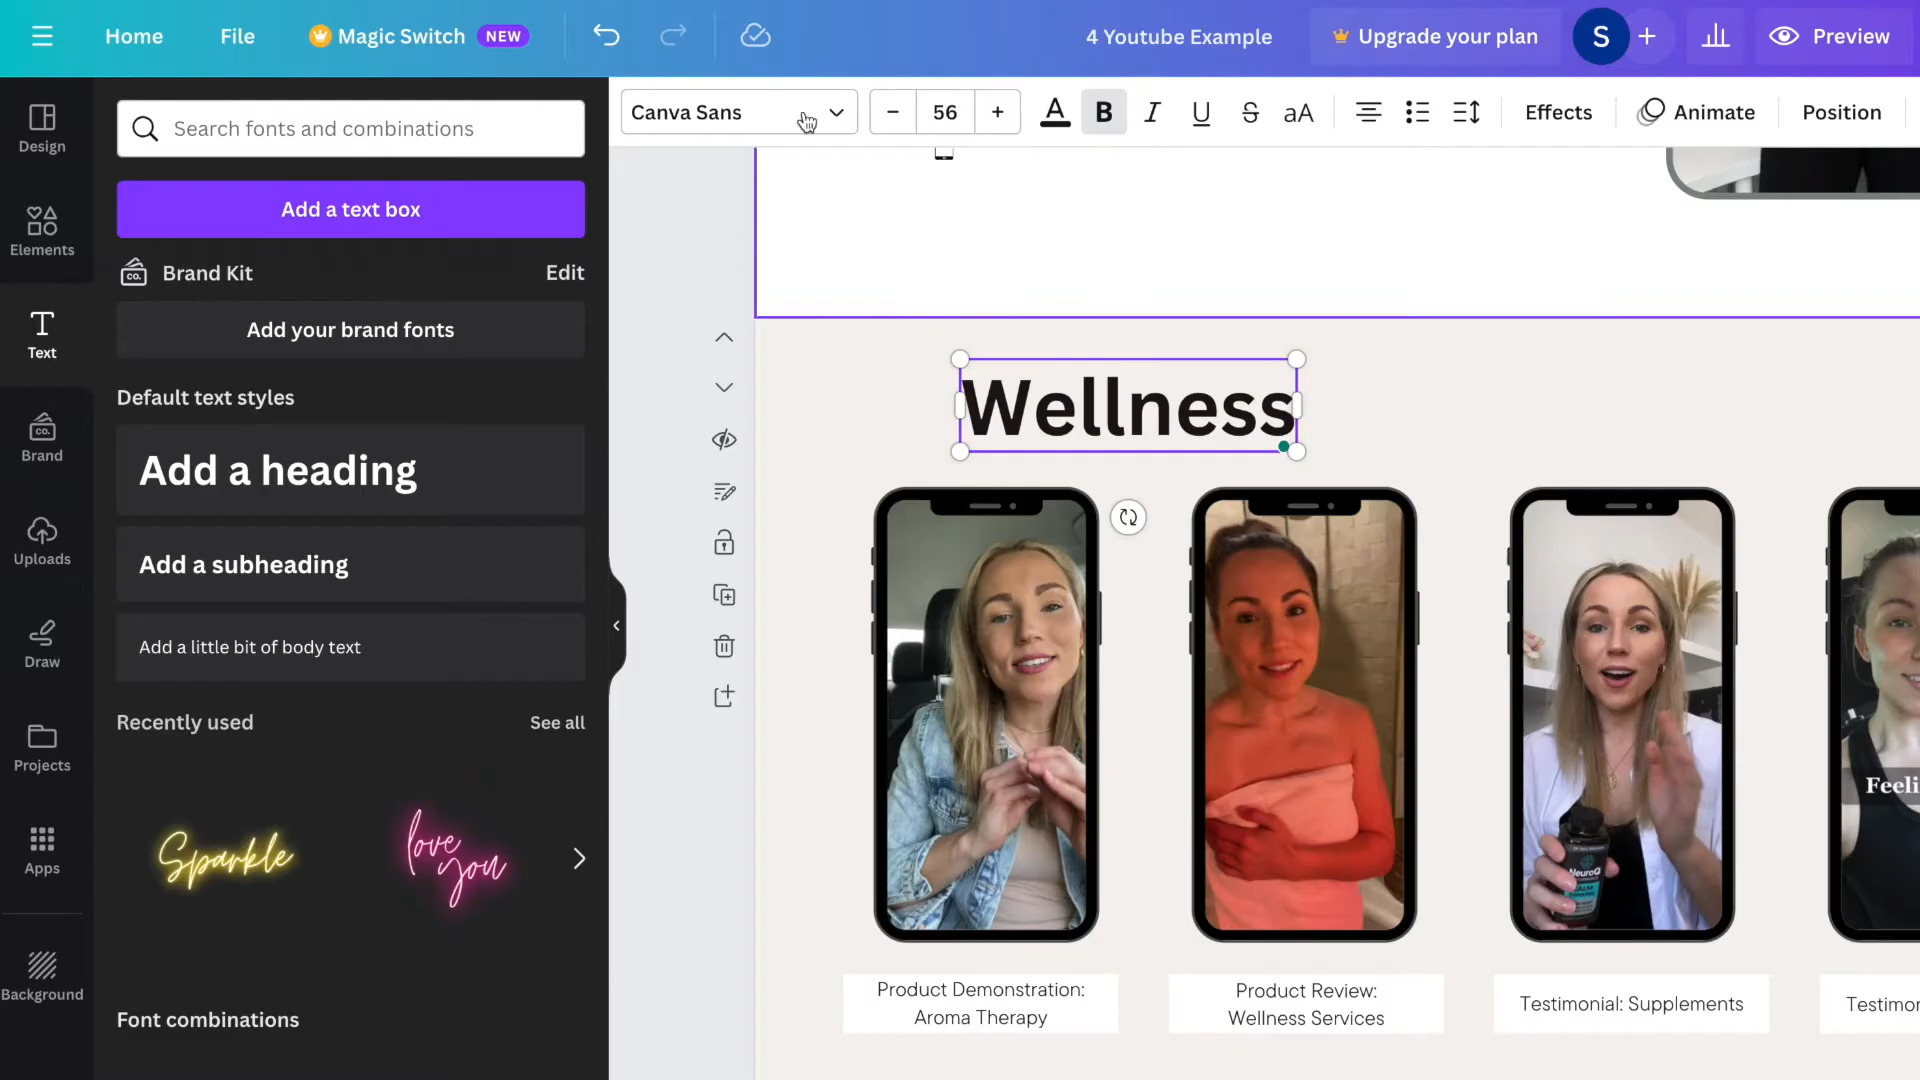 Home
File
Magic Switch NEW
4 Youtube Example
Upgrade your plan
S
Preview
Design
Elements
Text
Brand
Uploads
Draw
Projects
Apps
Background
Search fonts and combinations
Add a text box
CO.
Brand Kit
Edit
Add your brand fonts
Default text styles
Add a heading
Add a subheading
Add a little bit of body text
Recently used
See all
Sparkle
love
you
Font combinations
Canva Sans
56
A
B
I
U
S
aA
Effects
Animate
Position
Wellness
NeuroQ
Feeli
Product Demonstration:
Aroma Therapy
Product Review:
Wellness Services
Testimonial: Supplements
Testimor